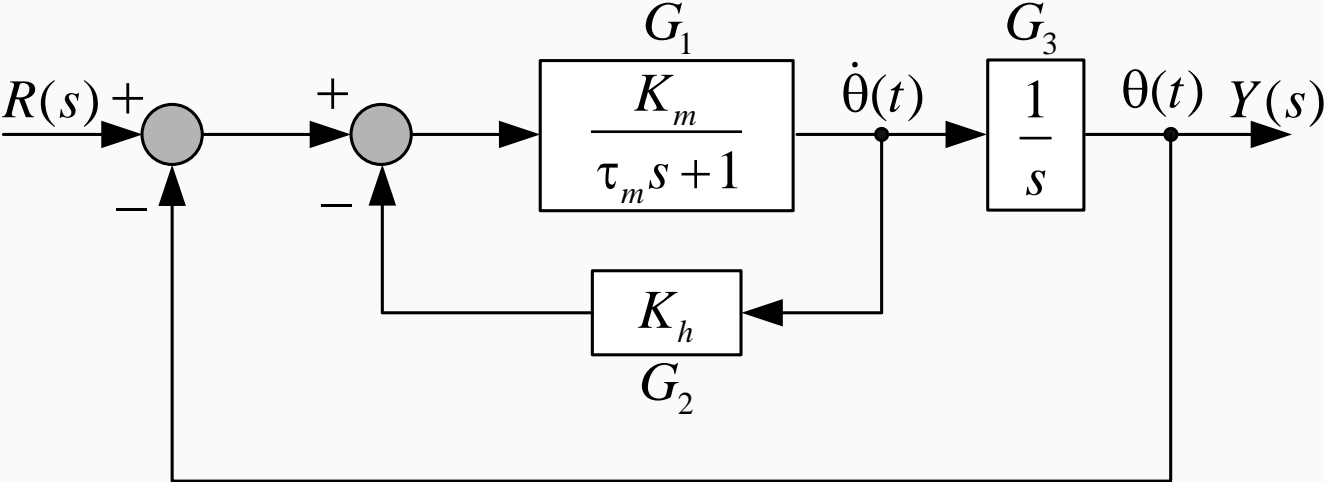 G₁
G₃
R(s) +
−
+
−
Kₘ
τₘs + 1
θ̇(t)
1
s
θ(t) Y(s)
Kₕ
G₂